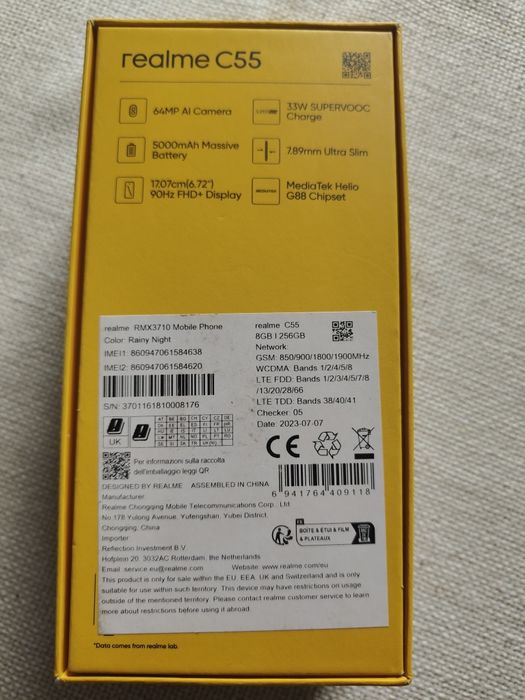 realme C55
64MP AI Camera
33W SUPERVOOC
Charge
5000mAh Massive
Battery
7.89mm Ultra Slim
17.07cm(6.72")
90Hz FHD+ Display
MediaTek Helio
G88 Chipset
realme RMX3710 Mobile Phone
Color: Rainy Night
IMEI1: 860947061584638
IMEI2: 860947061584620
S/N: 3701161810008176
UK
Per informazioni sulla raccolta
dell'imballaggio leggi QR
realme C55
8GB | 256GB
Network:
GSM: 850/900/1800/1900MHz
WCDMA: Bands 1/2/4/5/8
LTE FDD: Bands 1/2/3/4/5/7/8
/13/20/28/66
LTE TDD: Bands 38/40/41
Checker: 05
Date: 2023-07-07
CE
6 941764 409118
DESIGNED BY REALME ASSEMBLED IN CHINA
Manufacturer:
Realme Chongqing Mobile Telecommunications Corp., Ltd.
No.178 Yulong Avenue, Yufengshan, Yubei District,
Chongqing, China
Importer
Reflection Investment B.V.
Hofplein 20, 3032AC Rotterdam, the Netherlands
Email: service.eu@realme.com Website: www.realme.com/eu
FR
BOÎTE & ÉTUI & FILM
& PLATEAUX
This product is only for sale within the EU, EEA, UK and Switzerland and is only
suitable for use within such territory. This device may have restrictions on usage
outside of the mentioned territory. Please contact realme customer service to learn
more about restrictions before using it abroad.
*Data comes from realme lab.